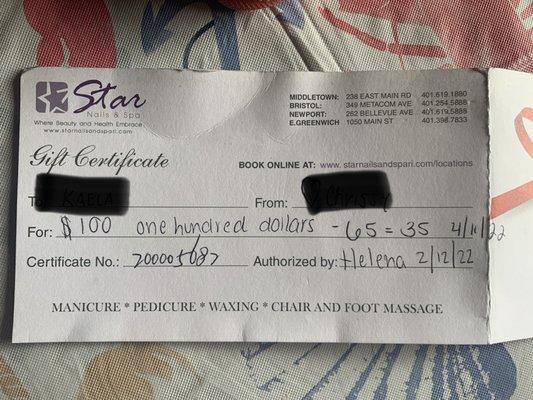 Star
Nails & Spa
Where Beauty and Health Embrace
www.starnailsandspari.com
MIDDLETOWN: 238 EAST MAIN RD 401.619.1880
BRISTOL: 349 METACOM AVE 401.254.5888
NEWPORT: 262 BELLEVUE AVE 401.619.5888
E.GREENWICH 1050 MAIN ST 401.398.7833
Gift Certificate
BOOK ONLINE AT: www.starnailsandspari.com/locations
To KAELA From: Chrissy
For: $100 one hundred dollars - 65 = 35 4/11/22
Certificate No.: 200005087 Authorized by: Helena 2/12/22
MANICURE * PEDICURE * WAXING * CHAIR AND FOOT MASSAGE